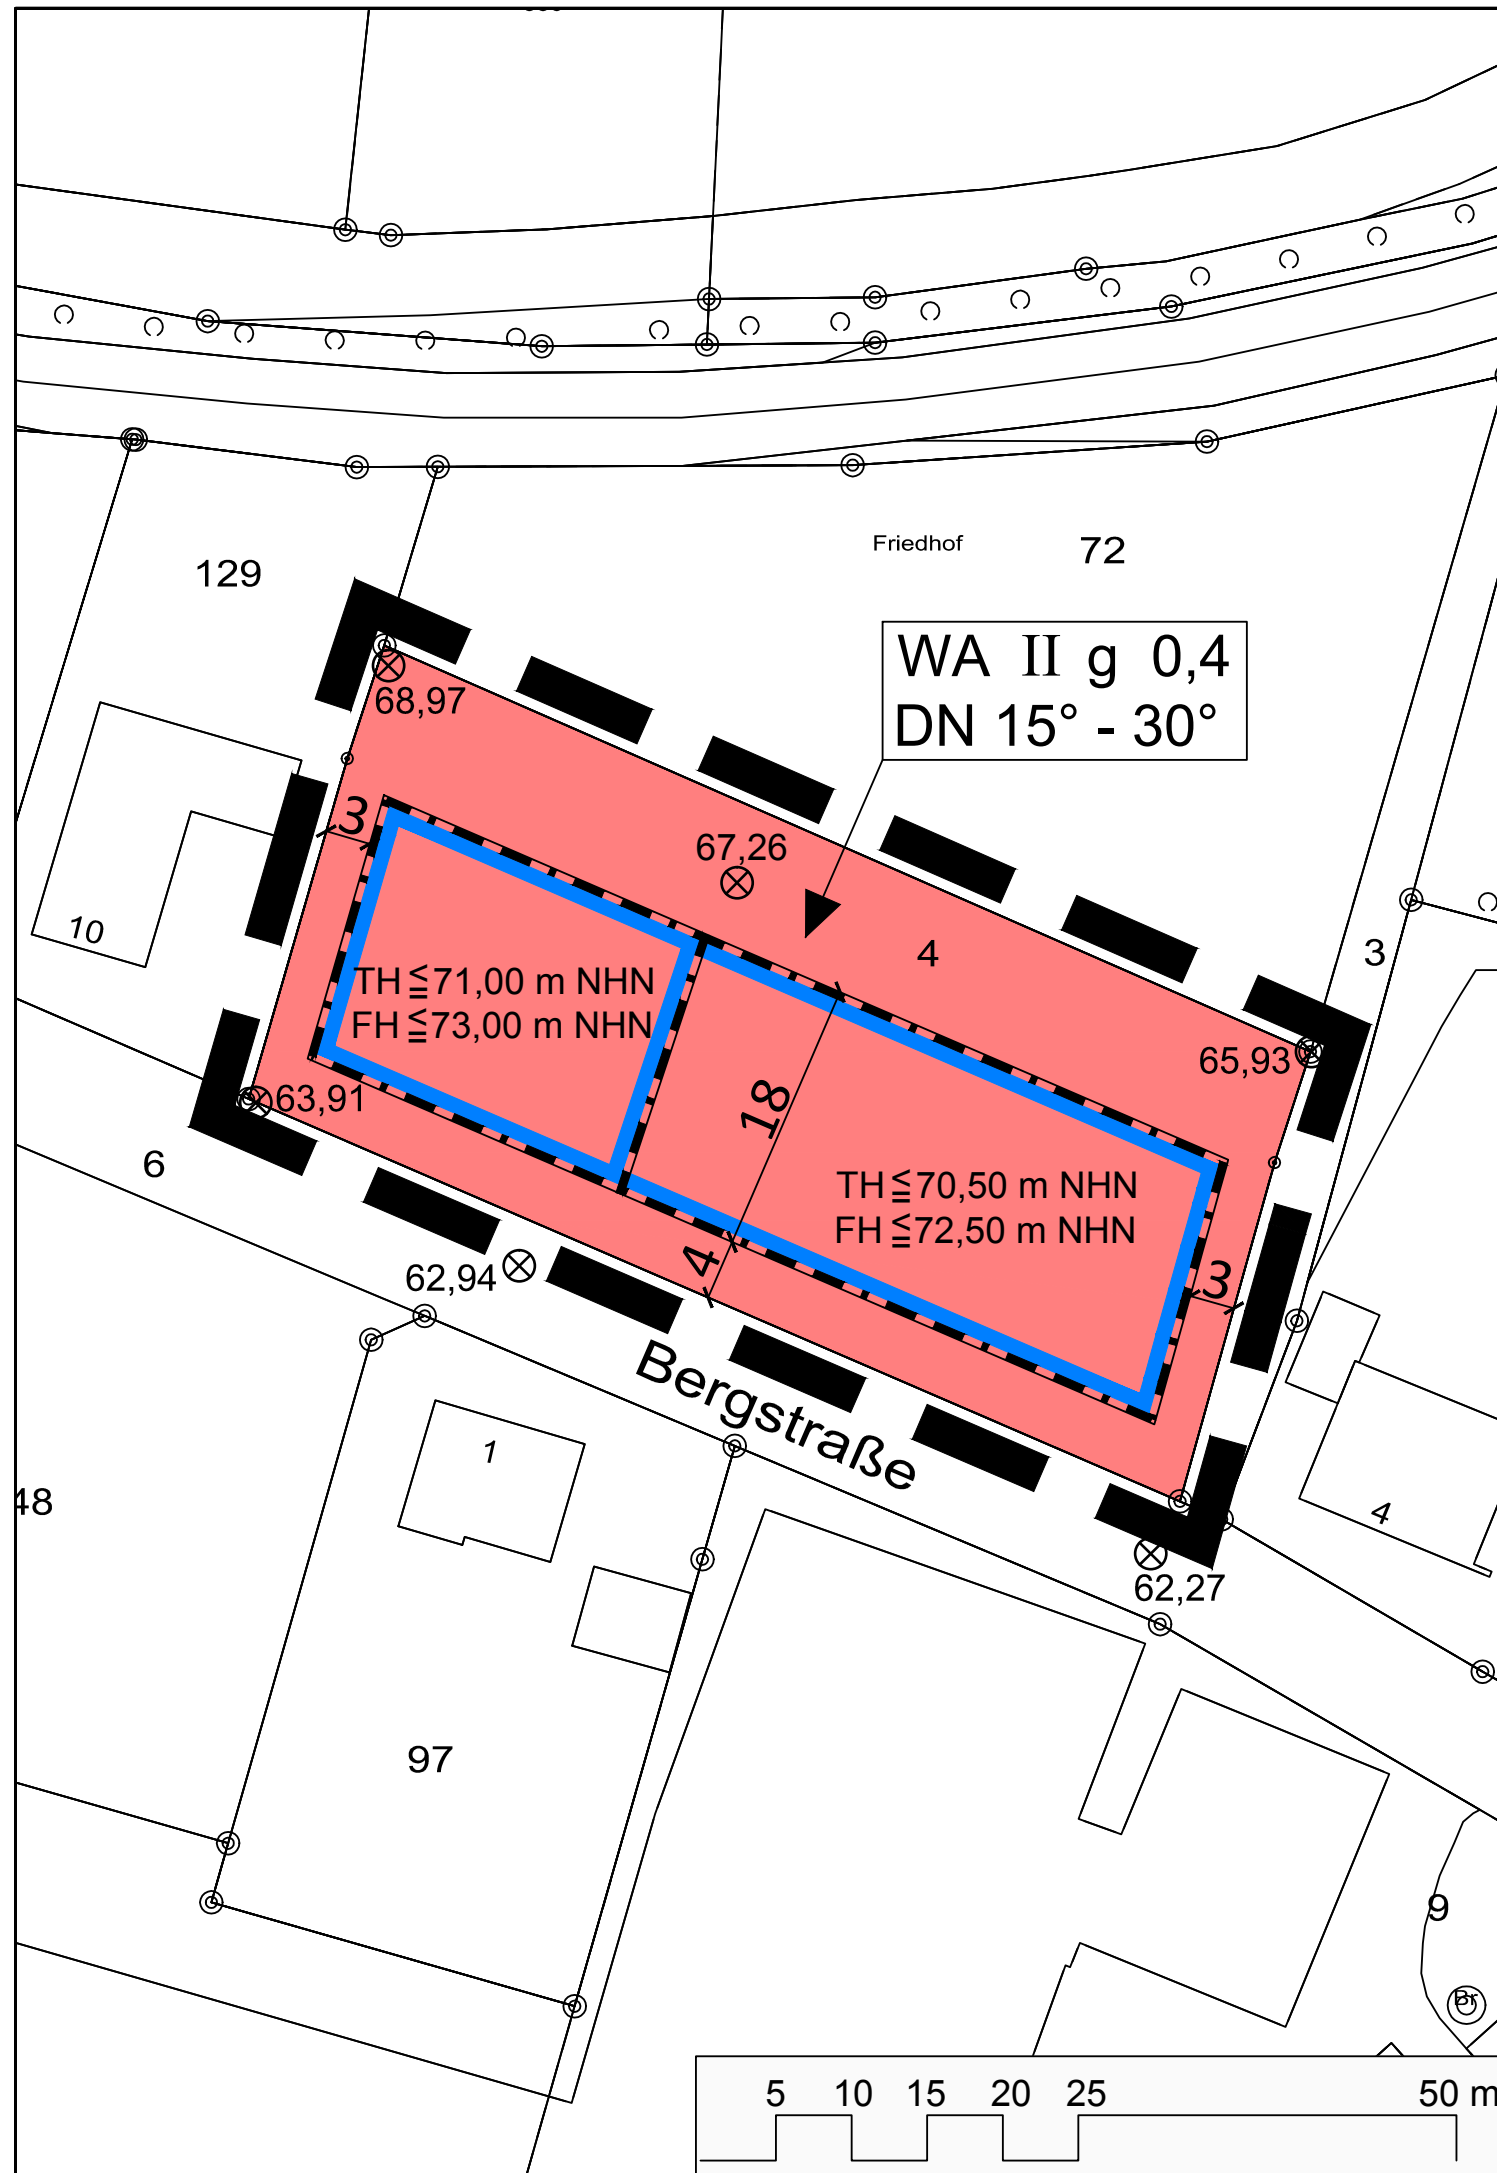 Friedhof
72
129
WA II g 0,4
DN 15° - 30°
68,97
3
67,26
10
4
3
TH ≦ 71,00 m NHN
FH ≦ 73,00 m NHN
65,93
63,91
18
6
TH ≦ 70,50 m NHN
FH ≦ 72,50 m NHN
4
3
62,94
Bergstraße
1
48
4
62,27
97
9
Br
5 10 15 20 25 50 m